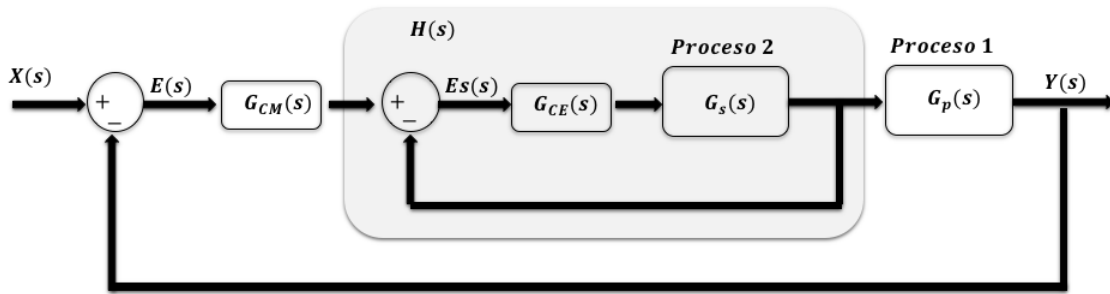 H(s)
Proceso 2
Proceso 1
X(s)
E(s)
Es(s)
Y(s)
+
−
G_CM(s)
+
−
G_CE(s)
G_s(s)
G_p(s)